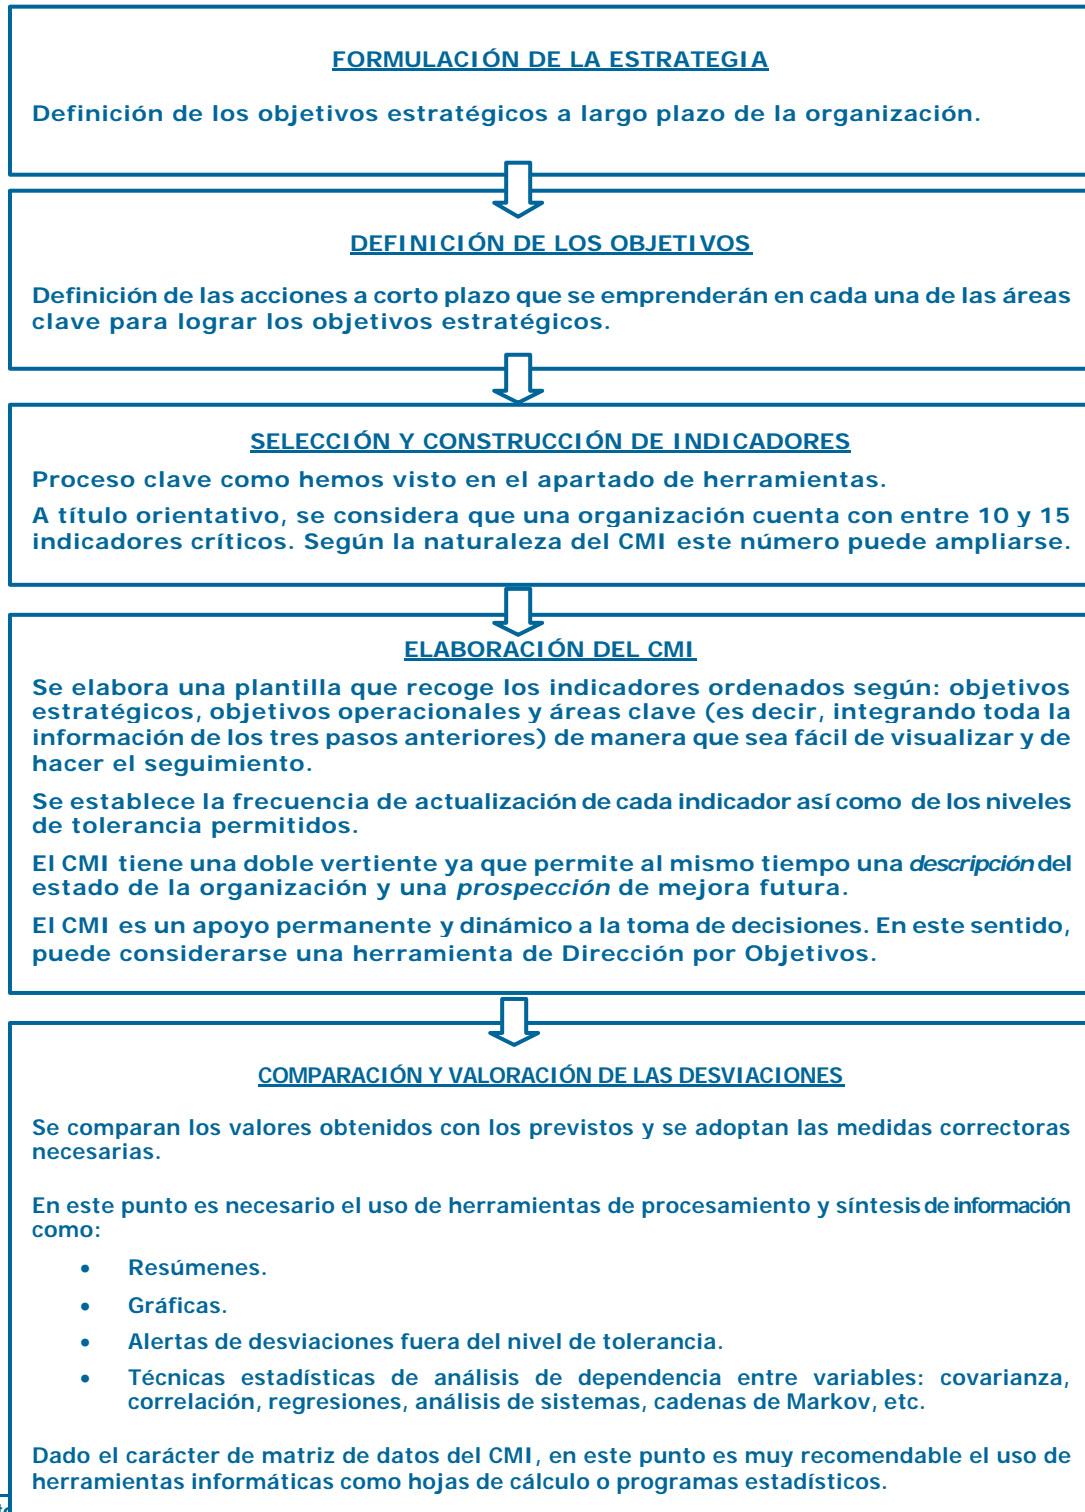 FORMULACIÓN DE LA ESTRATEGIA
Definición de los objetivos estratégicos a largo plazo de la organización.
DEFINICIÓN DE LOS OBJETIVOS
Definición de las acciones a corto plazo que se emprenderán en cada una de las áreas
clave para lograr los objetivos estratégicos.
SELECCIÓN Y CONSTRUCCIÓN DE INDICADORES
Proceso clave como hemos visto en el apartado de herramientas.
A título orientativo, se considera que una organización cuenta con entre 10 y 15
indicadores críticos. Según la naturaleza del CMI este número puede ampliarse.
ELABORACIÓN DEL CMI
Se elabora una plantilla que recoge los indicadores ordenados según: objetivos
estratégicos, objetivos operacionales y áreas clave (es decir, integrando toda la
información de los tres pasos anteriores) de manera que sea fácil de visualizar y de
hacer el seguimiento.
Se establece la frecuencia de actualización de cada indicador así como de los niveles
de tolerancia permitidos.
El CMI tiene una doble vertiente ya que permite al mismo tiempo una descripción del
estado de la organización y una prospección de mejora futura.
El CMI es un apoyo permanente y dinámico a la toma de decisiones. En este sentido,
puede considerarse una herramienta de Dirección por Objetivos.
COMPARACIÓN Y VALORACIÓN DE LAS DESVIACIONES
Se comparan los valores obtenidos con los previstos y se adoptan las medidas correctoras
necesarias.
En este punto es necesario el uso de herramientas de procesamiento y síntesis de información
como:
• Resúmenes.
• Gráficas.
• Alertas de desviaciones fuera del nivel de tolerancia.
• Técnicas estadísticas de análisis de dependencia entre variables: covarianza,
correlación, regresiones, análisis de sistemas, cadenas de Markov, etc.
Dado el carácter de matriz de datos del CMI, en este punto es muy recomendable el uso de
herramientas informáticas como hojas de cálculo o programas estadísticos.